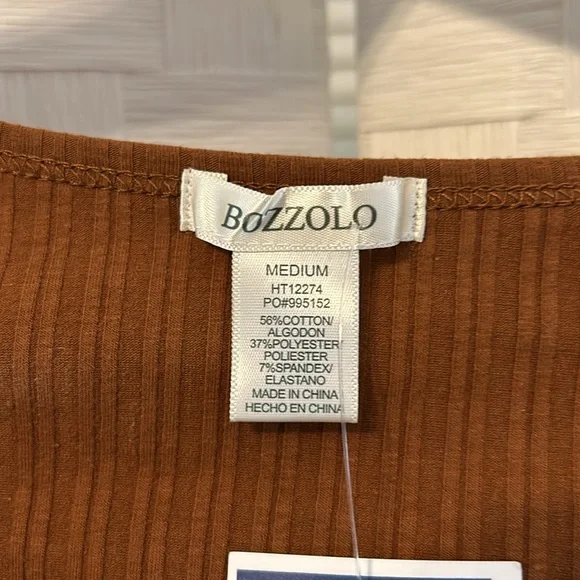 BOZZOLO
MEDIUM
HT12274
PO#995152
56%COTTON/
ALGODON
37%POLYESTER/
POLIESTER
7%SPANDEX/
ELASTANO
MADE IN CHINA
HECHO EN CHINA